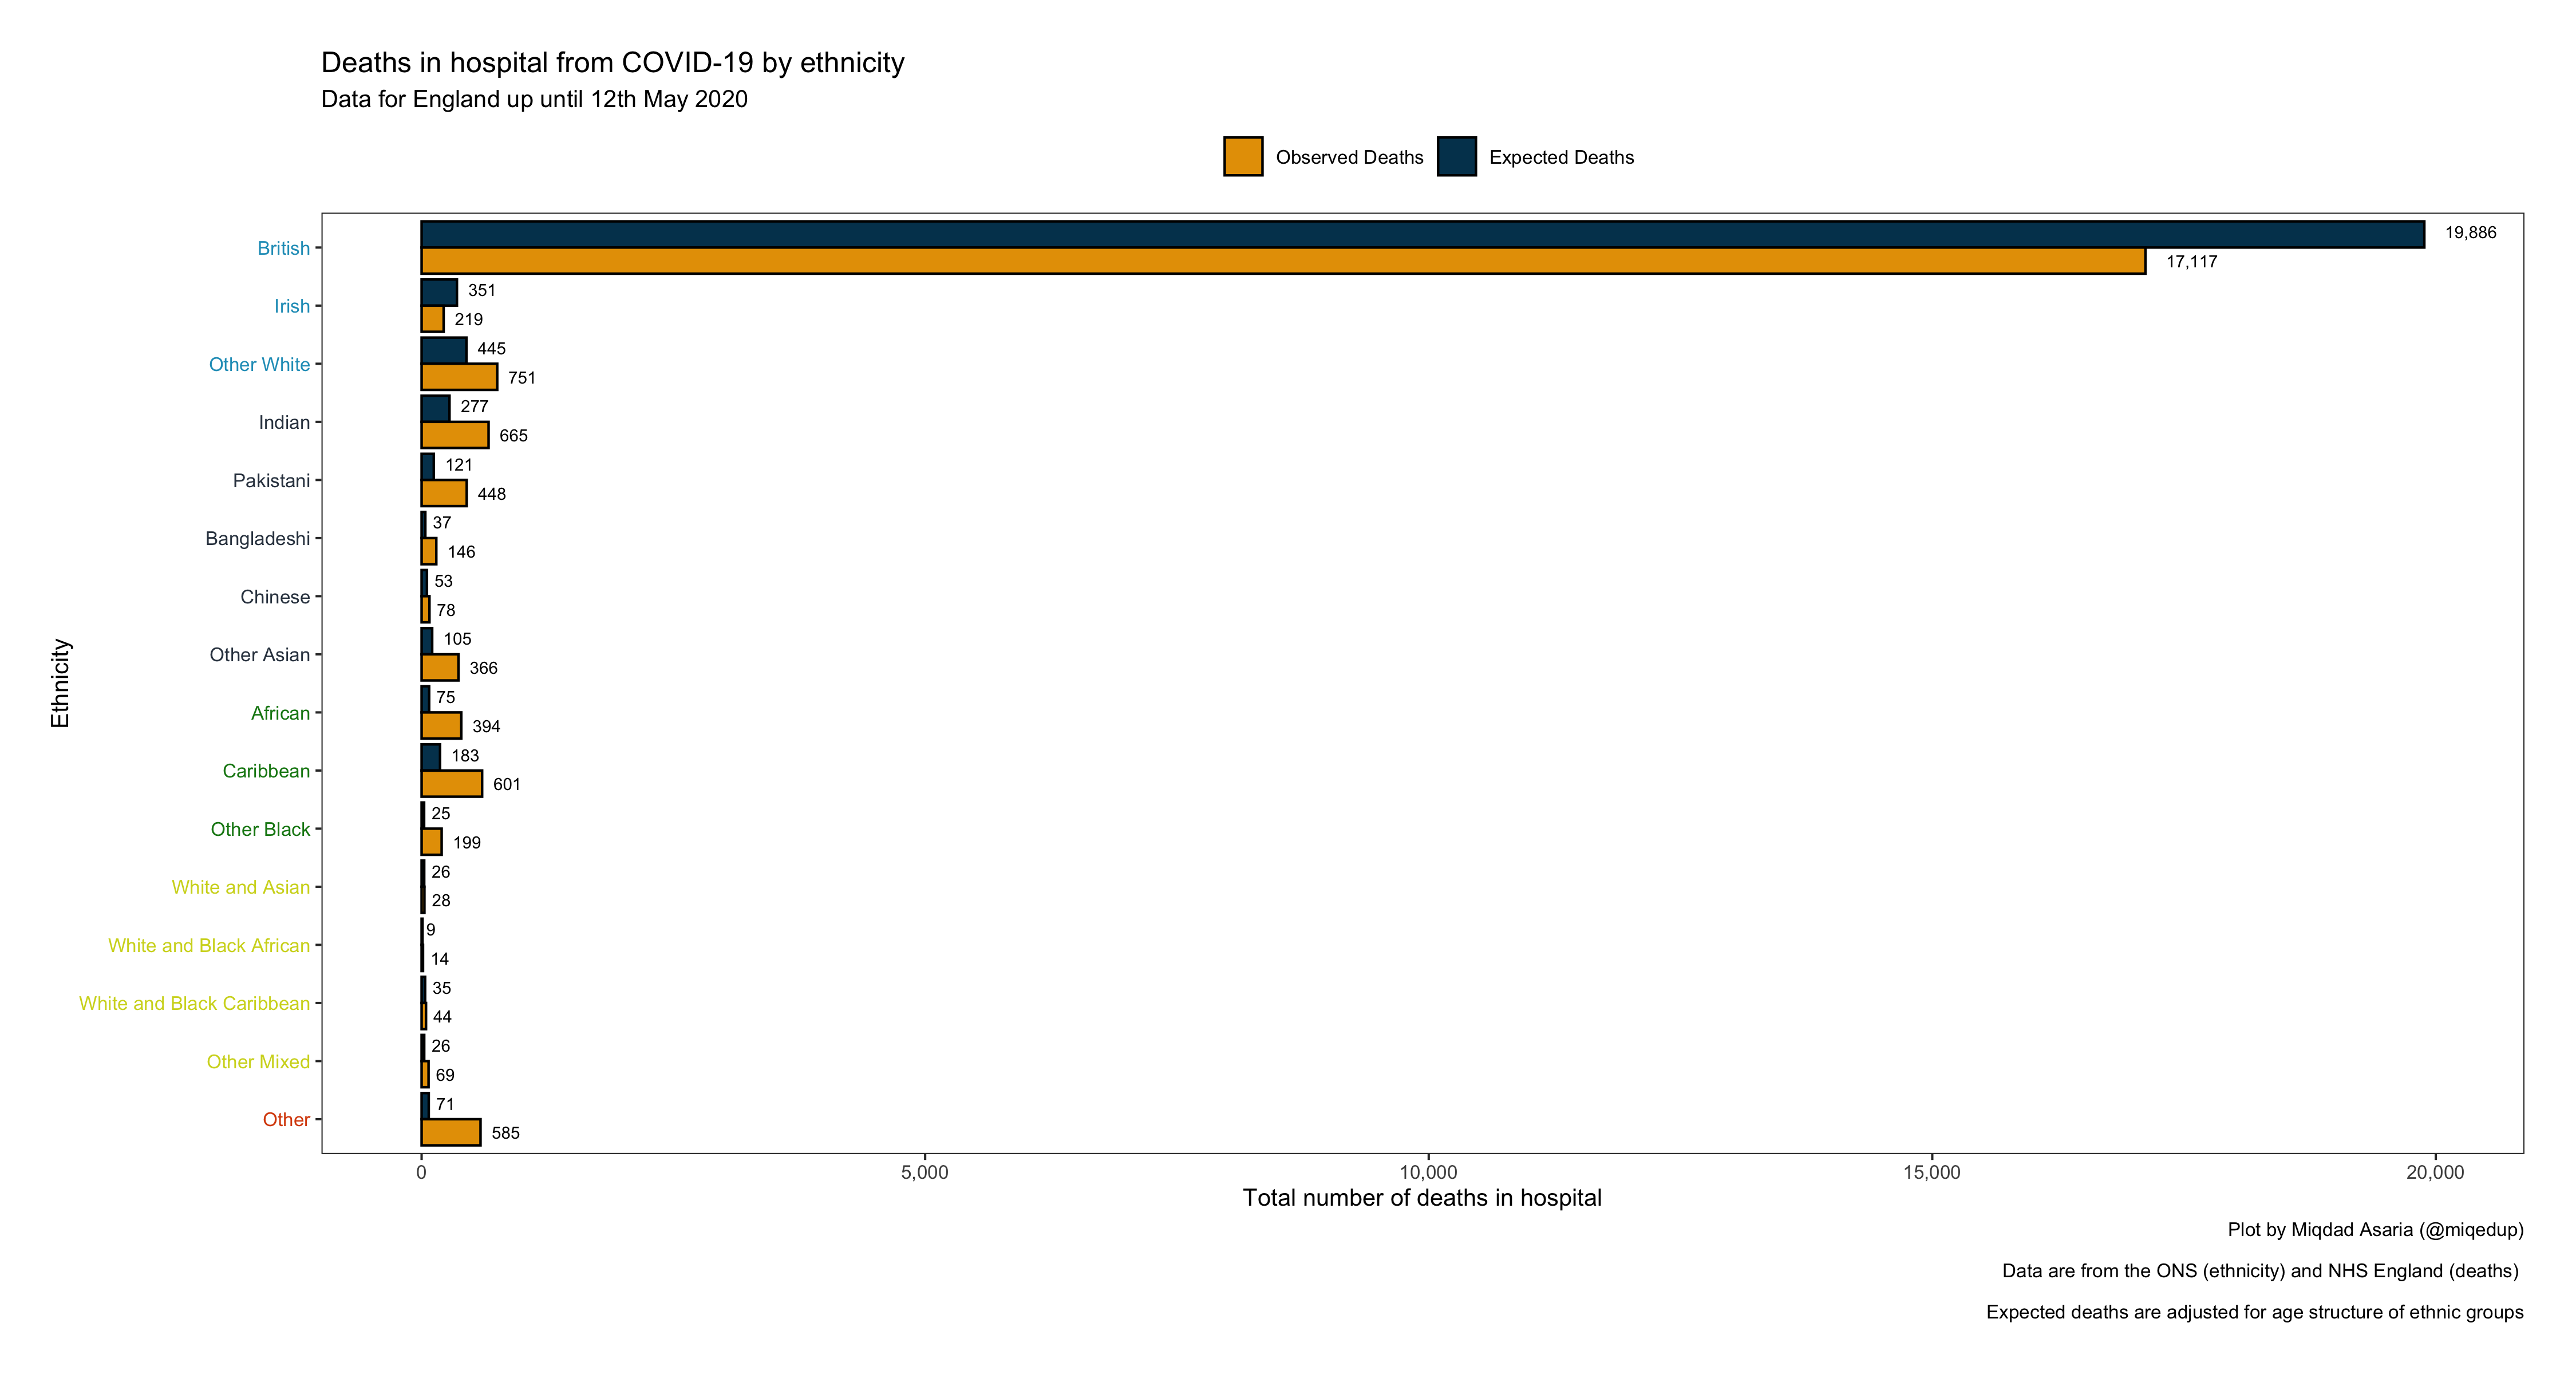 Deaths in hospital from COVID-19 by ethnicity
Data for England up until 12th May 2020
Observed Deaths Expected Deaths
Ethnicity
British
19,886
17,117
Irish
351
219
Other White
445
751
Indian
277
665
Pakistani
121
448
Bangladeshi
37
146
Chinese
53
78
Other Asian
105
366
African
75
394
Caribbean
183
601
Other Black
25
199
White and Asian
26
28
White and Black African
9
14
White and Black Caribbean
35
44
Other Mixed
26
69
Other
71
585
0 5,000 10,000 15,000 20,000
Total number of deaths in hospital
Plot by Miqdad Asaria (@miqedup)
Data are from the ONS (ethnicity) and NHS England (deaths)
Expected deaths are adjusted for age structure of ethnic groups